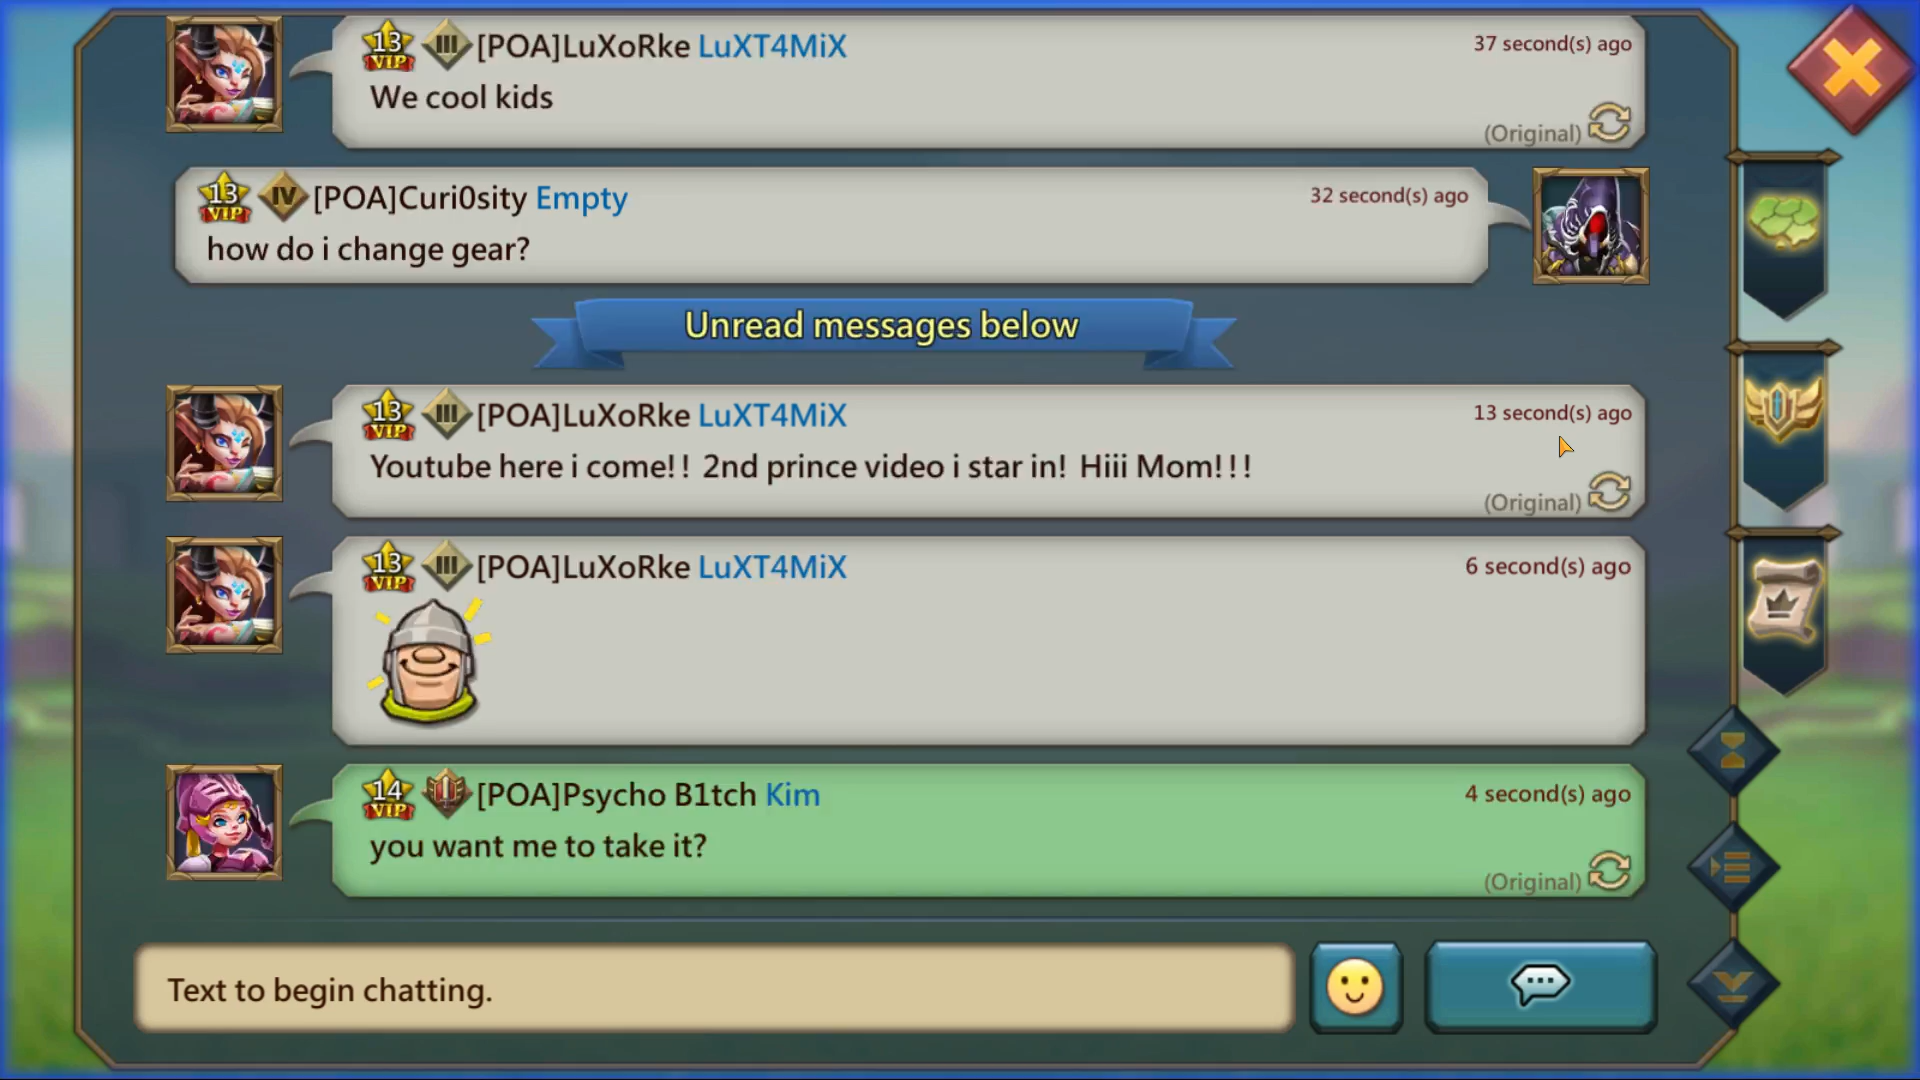 13 VIP III [POA]LuXoRke LuXT4MiX 37 second(s) ago
We cool kids
(Original)
13 VIP IV [POA]Curi0sity Empty 32 second(s) ago
how do i change gear?
Unread messages below
13 VIP III [POA]LuXoRke LuXT4MiX 13 second(s) ago
Youtube here i come!! 2nd prince video i star in! Hiii Mom!!!
(Original)
13 VIP III [POA]LuXoRke LuXT4MiX 6 second(s) ago
14 VIP [POA]Psycho B1tch Kim 4 second(s) ago
you want me to take it?
(Original)
Text to begin chatting.